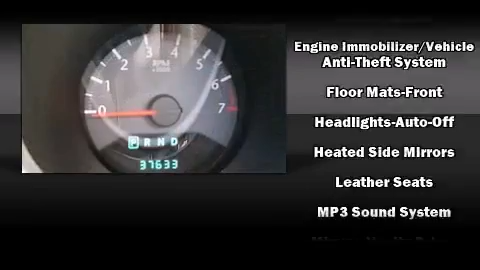 3 4
2 5
1 6
0 7
P R N D
37633
Engine Immobilizer/Vehicle
Anti-Theft System
Floor Mats-Front
Headlights-Auto-Off
Heated Side Mirrors
Leather Seats
MP3 Sound System